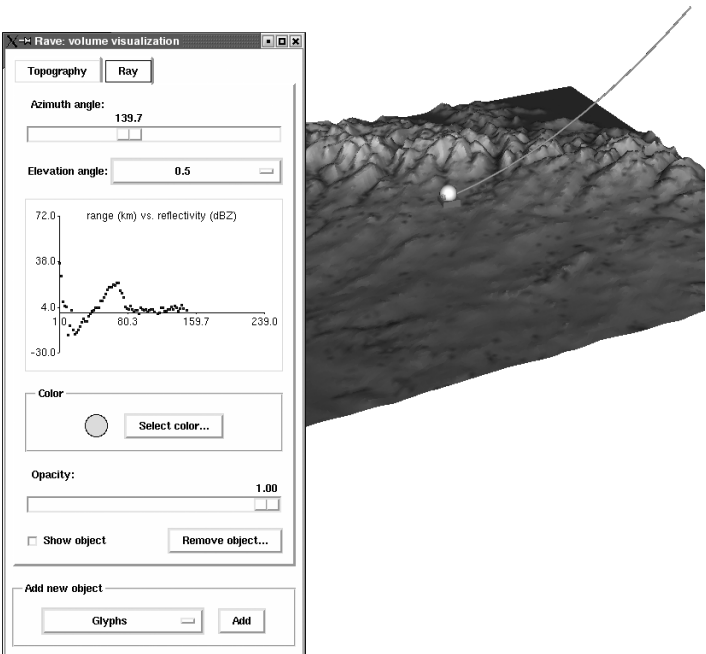 Rave: volume visualization
Topography Ray
Azimuth angle:
139.7
Elevation angle: 0.5
72.0 range (km) vs. reflectivity (dBZ)
38.0
4.0
1.0 80.3 159.7 239.0
-30.0
Color
Select color...
Opacity:
1.00
Show object Remove object...
Add new object
Glyphs Add